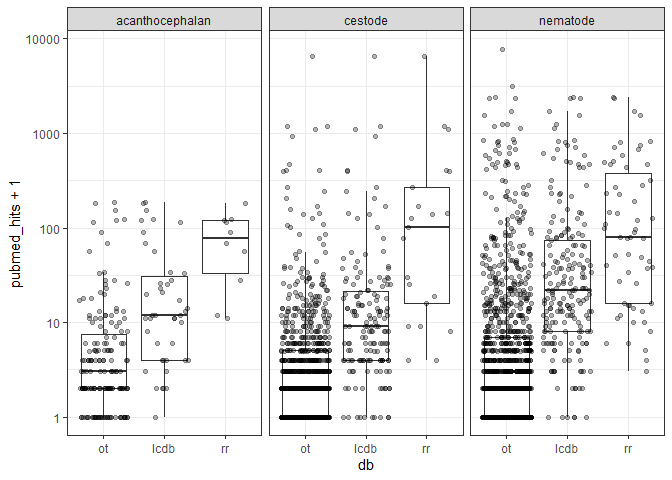 acanthocephalan cestode nematode
10000
1000
100
10
1
pubmed_hits + 1
ot lcdb rr ot lcdb rr ot lcdb rr
db